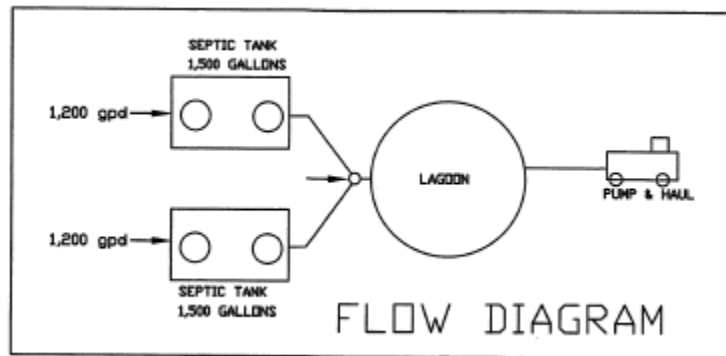 SEPTIC TANK
1,500 GALLONS
1,200 gpd
LAGOON
PUMP & HAUL
1,200 gpd
SEPTIC TANK
1,500 GALLONS
FLOW DIAGRAM